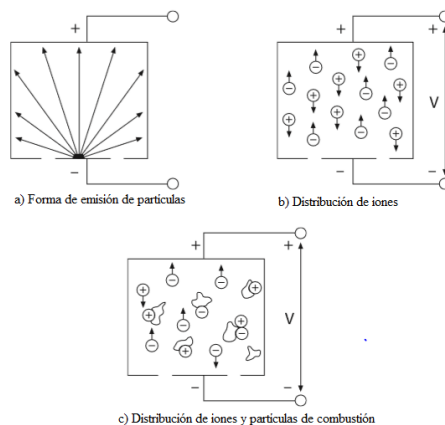 +
−
a) Forma de emisión de partículas
+
+
V
−
−
b) Distribución de iones
+
+
V
−
−
c) Distribución de iones y partículas de combustión